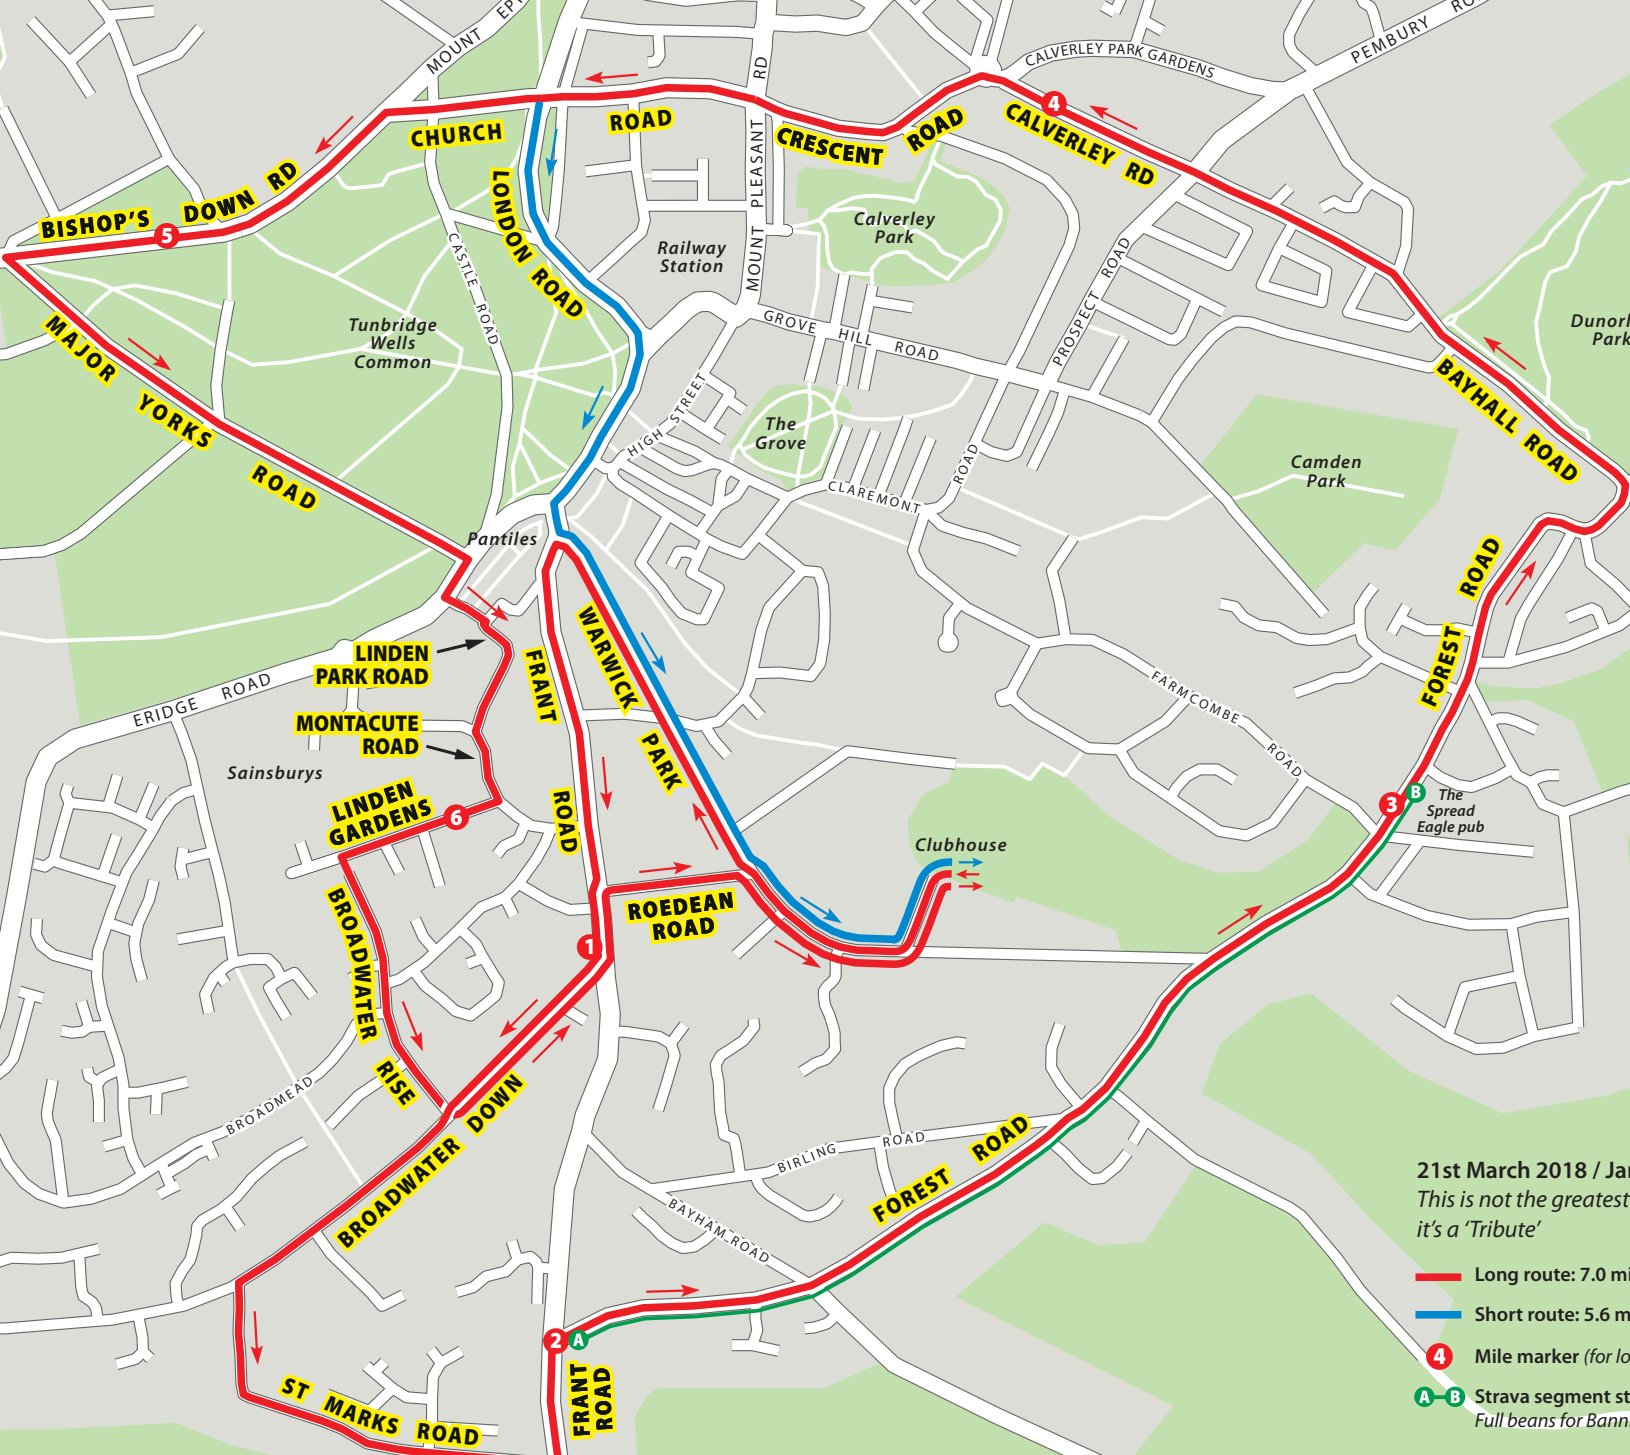 MOUNT EP
RD
CALVERLEY PARK GARDENS
PEMBURY RO
4
CALVERLEY RD
CHURCH
ROAD
CRESCENT ROAD
BISHOP'S DOWN RD
5
LONDON ROAD
MOUNT PLEASANT
Calverley
Park
Railway
Station
CASTLE ROAD
PROSPECT ROAD
Tunbridge
Wells
Common
GROVE HILL ROAD
Dunorl
Park
MAJOR YORKS ROAD
BAYHALL ROAD
HIGH STREET
The
Grove
ROAD
CLAREMONT
Camden
Park
Pantiles
FOREST ROAD
LINDEN
PARK ROAD
FRANT ROAD
WARWICK PARK
ERIDGE ROAD
MONTACUTE
ROAD
FARMCOMBE ROAD
Sainsburys
LINDEN
GARDENS
6
3
B
The
Spread
Eagle pub
Clubhouse
ROEDEAN
ROAD
BROADWATER RISE
1
BROADMEAD
BROADWATER DOWN
BIRLING ROAD
FOREST ROAD
BAYHAM ROAD
2
A
FRANT
ROAD
ST MARKS ROAD
21st March 2018 / Jar
This is not the greatest
it's a 'Tribute'
Long route: 7.0 mi
Short route: 5.6 m
4 Mile marker (for lo
A B Strava segment st
Full beans for Bann